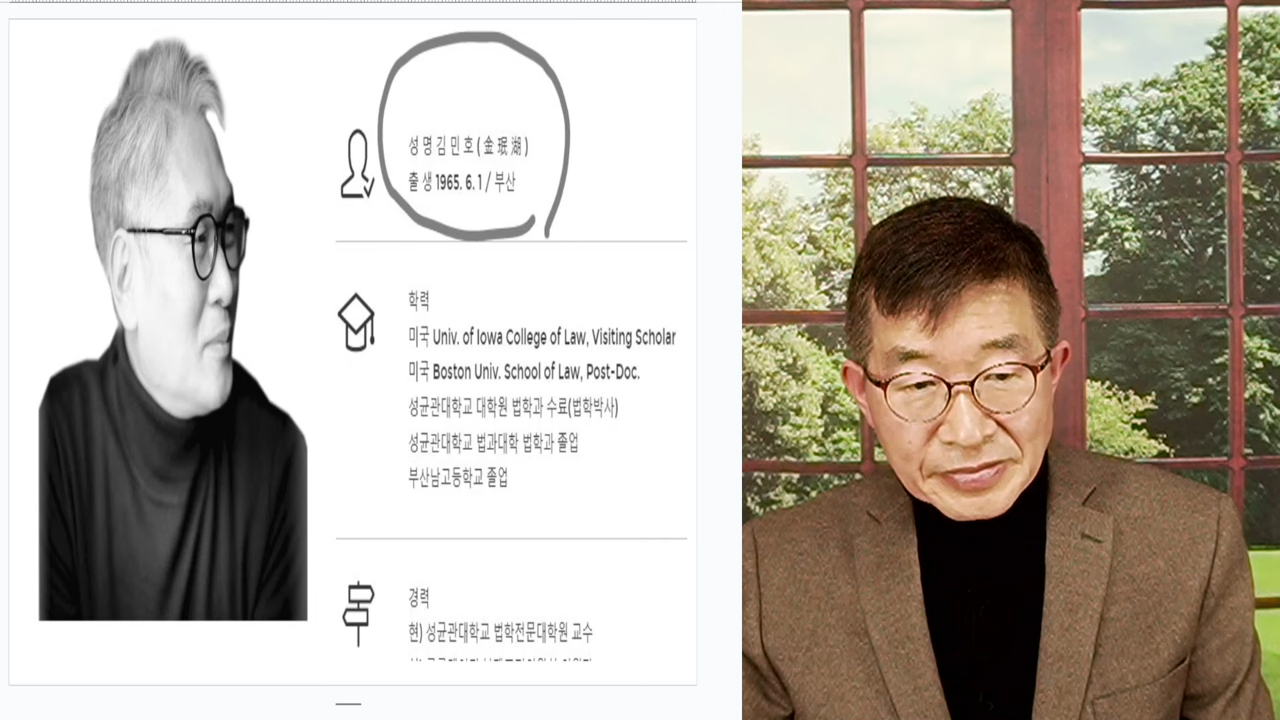 성 명 김 민 호 ( 金 珉 湖 )
출 생 1965. 6. 1 / 부산
학력
미국 Univ. of Iowa College of Law, Visiting Scholar
미국 Boston Univ. School of Law, Post-Doc.
성균관대학교 대학원 법학과 수료(법학박사)
성균관대학교 법과대학 법학과 졸업
부산남고등학교 졸업
경력
현) 성균관대학교 법학전문대학원 교수